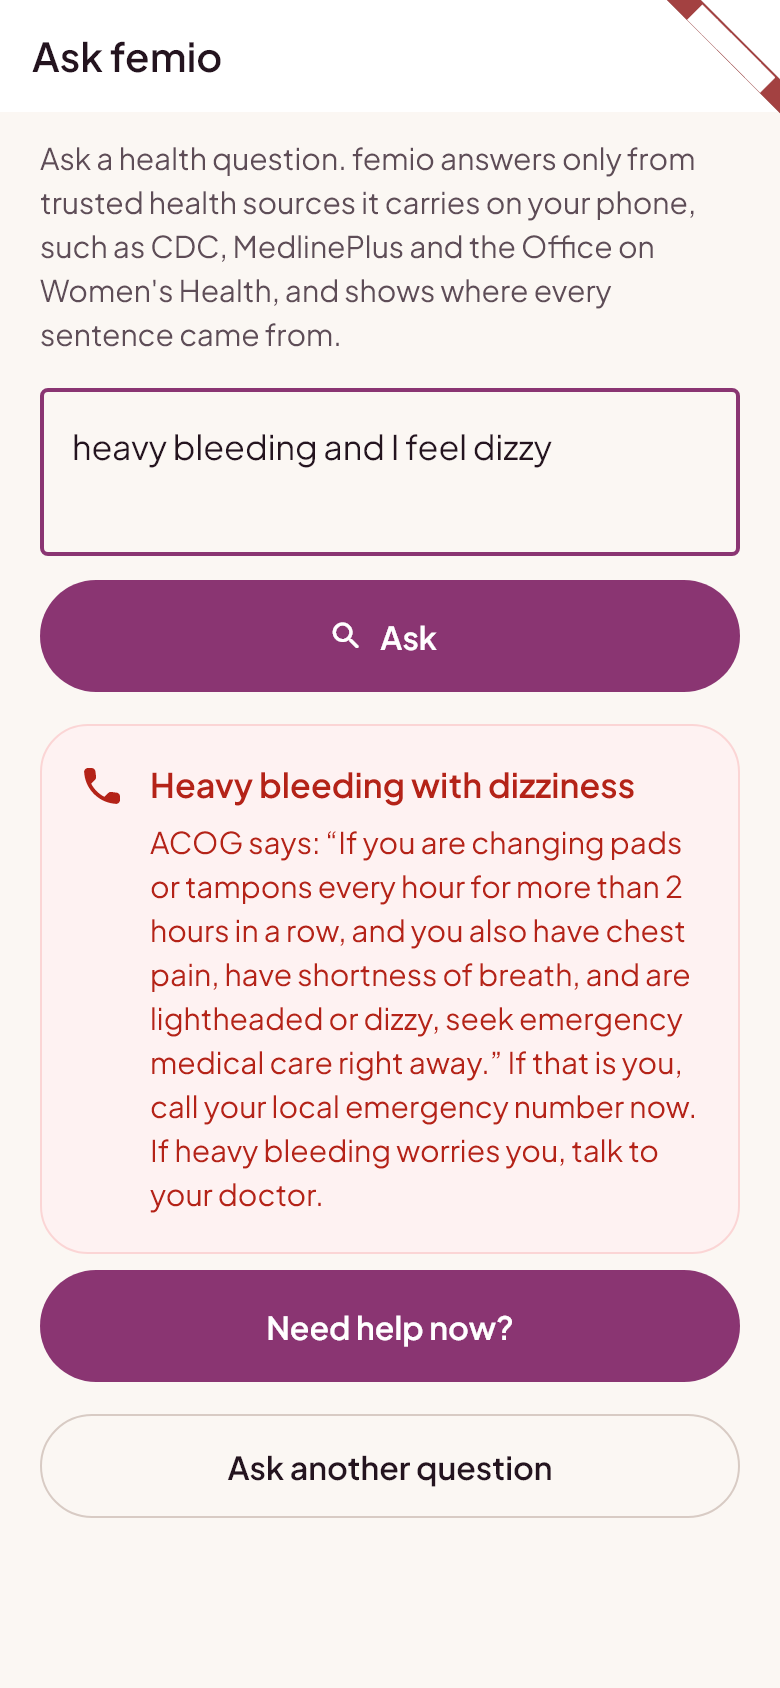 Ask femio
Ask a health question. femio answers only from
trusted health sources it carries on your phone,
such as CDC, MedlinePlus and the Office on
Women's Health, and shows where every
sentence came from.
heavy bleeding and I feel dizzy
Ask
Heavy bleeding with dizziness
ACOG says: “If you are changing pads
or tampons every hour for more than 2
hours in a row, and you also have chest
pain, have shortness of breath, and are
lightheaded or dizzy, seek emergency
medical care right away.” If that is you,
call your local emergency number now.
If heavy bleeding worries you, talk to
your doctor.
Need help now?
Ask another question